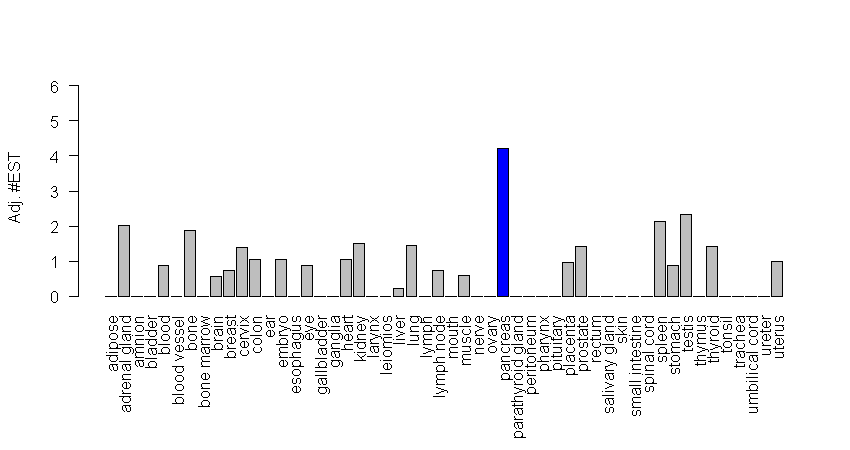 6
5
4
3
2
1
0
Adj. #EST
adipose
adrenal gland
amnion
bladder
blood
blood vessel
bone
bone marrow
brain
breast
cervix
colon
ear
embryo
esophagus
eye
gallbladder
ganglia
heart
kidney
larynx
leiomios
liver
lung
lymph
lymph node
mouth
muscle
nerve
ovary
pancreas
parathyroid gland
peritoneum
pharynx
pituitary
placenta
prostate
rectum
salivary gland
skin
small intestine
spinal cord
spleen
stomach
testis
thymus
thyroid
tonsil
trachea
umbilical cord
ureter
uterus